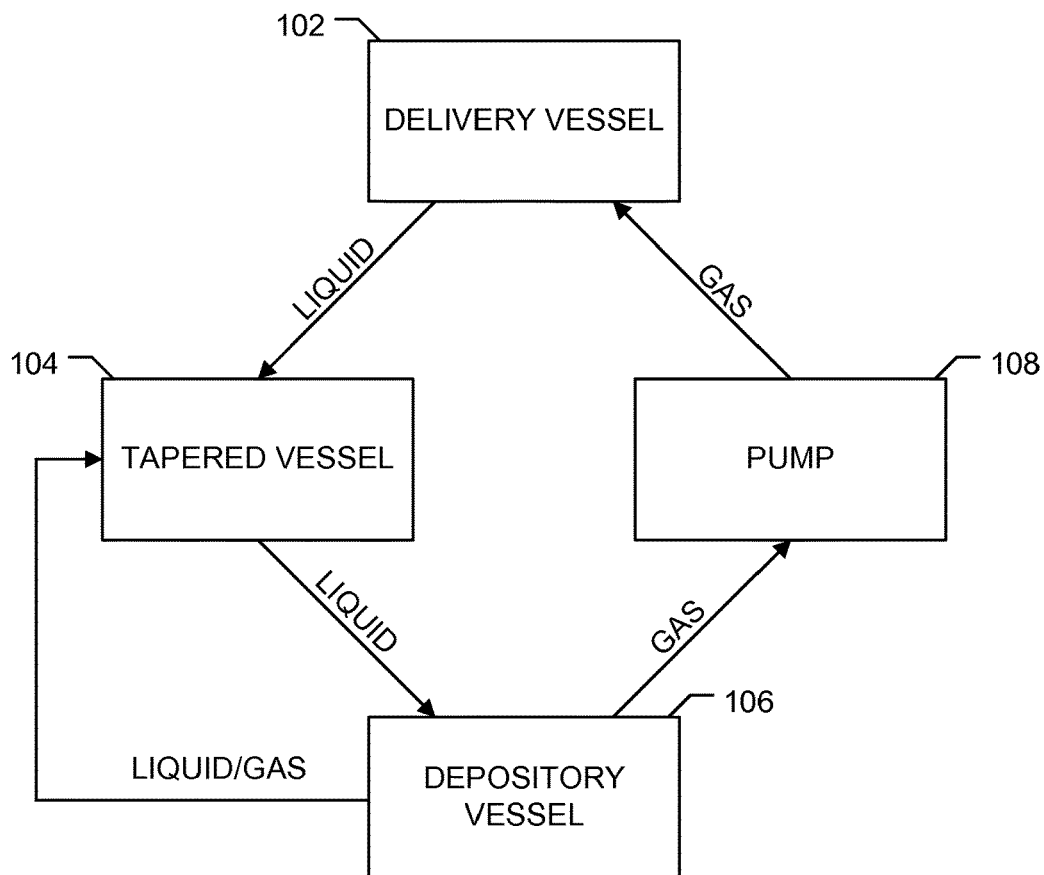 102
DELIVERY VESSEL
LIQUID
GAS
104
108
TAPERED VESSEL
PUMP
LIQUID
GAS
106
LIQUID/GAS
DEPOSITORY
VESSEL